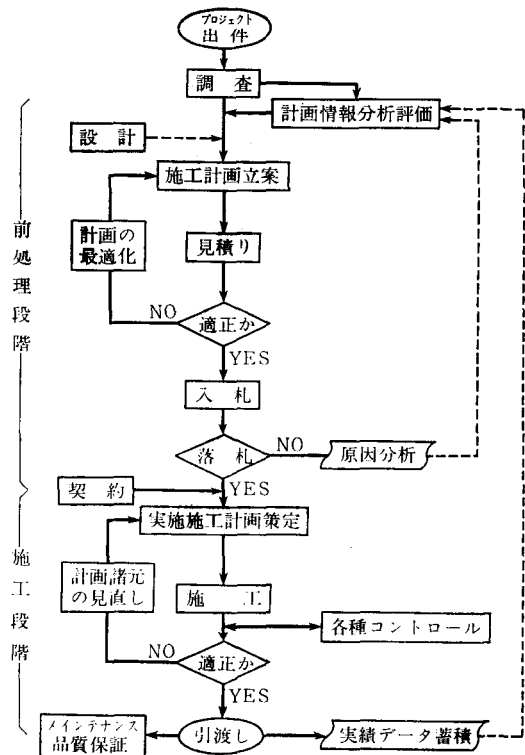 プロジェクト
出件
調査
計画情報分析評価
設計
施工計画立案
計画の
最適化
見積り
前処理段階
NO
適正か
YES
入札
落札
NO
原因分析
契約
YES
実施施工計画策定
計画諸元
の見直し
施工
施工段階
各種コントロール
NO
適正か
YES
メインテナンス
品質保証
引渡し
実績データ蓄積